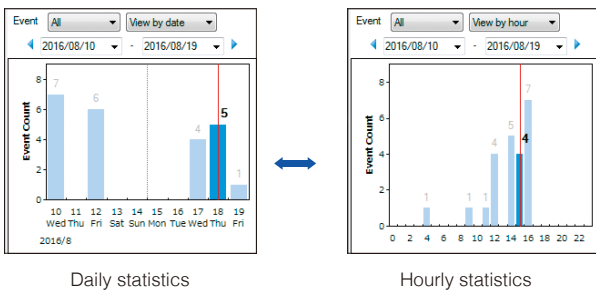 Event All View by date
2016/08/10 - 2016/08/19
Event Count
8
6
4
2
0
7
6
4
5
1
10 11 12 13 14 15 16 17 18 19
Wed Thu Fri Sat Sun Mon Tue Wed Thu Fri
2016/8
Daily statistics
Event All View by hour
2016/08/10 - 2016/08/19
Event Count
8
6
4
2
0
1
1
1
4
5
4
7
0 2 4 6 8 10 12 14 16 18 20 22
Hourly statistics